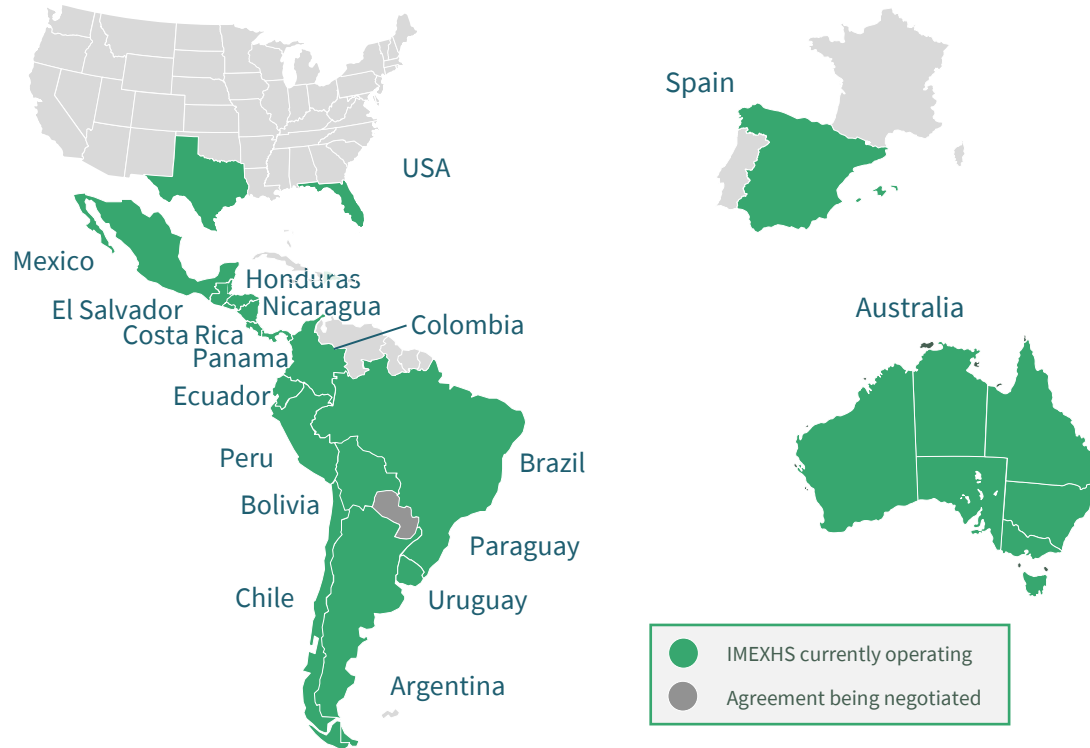 Spain
USA
Mexico
Honduras
El Salvador
Nicaragua
Costa Rica
Colombia
Panama
Ecuador
Australia
Peru
Brazil
Bolivia
Paraguay
Chile
Uruguay
Argentina
IMEXHS currently operating
Agreement being negotiated